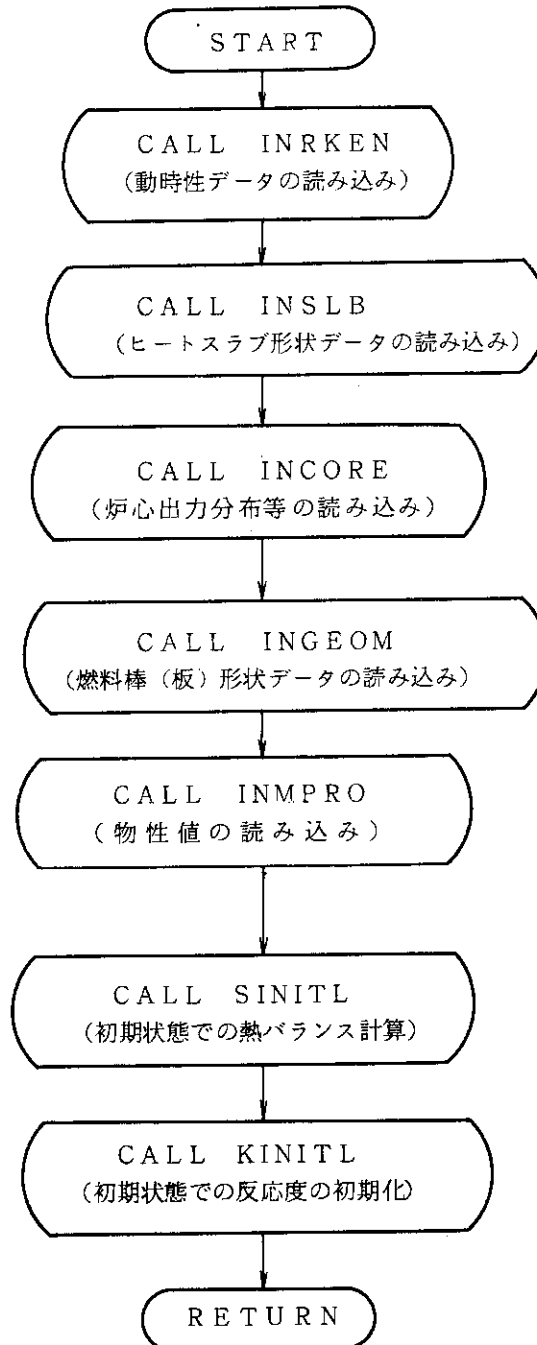 START
CALL INRKEN
(動時性データの読み込み)
CALL INSLB
(ヒートスラブ形状データの読み込み)
CALL INCORE
(炉心出力分布等の読み込み)
CALL INGEOM
(燃料棒(板)形状データの読み込み)
CALL INMPRO
(物性値の読み込み)
CALL SINITL
(初期状態での熱バランス計算)
CALL KINITL
(初期状態での反応度の初期化)
RETURN